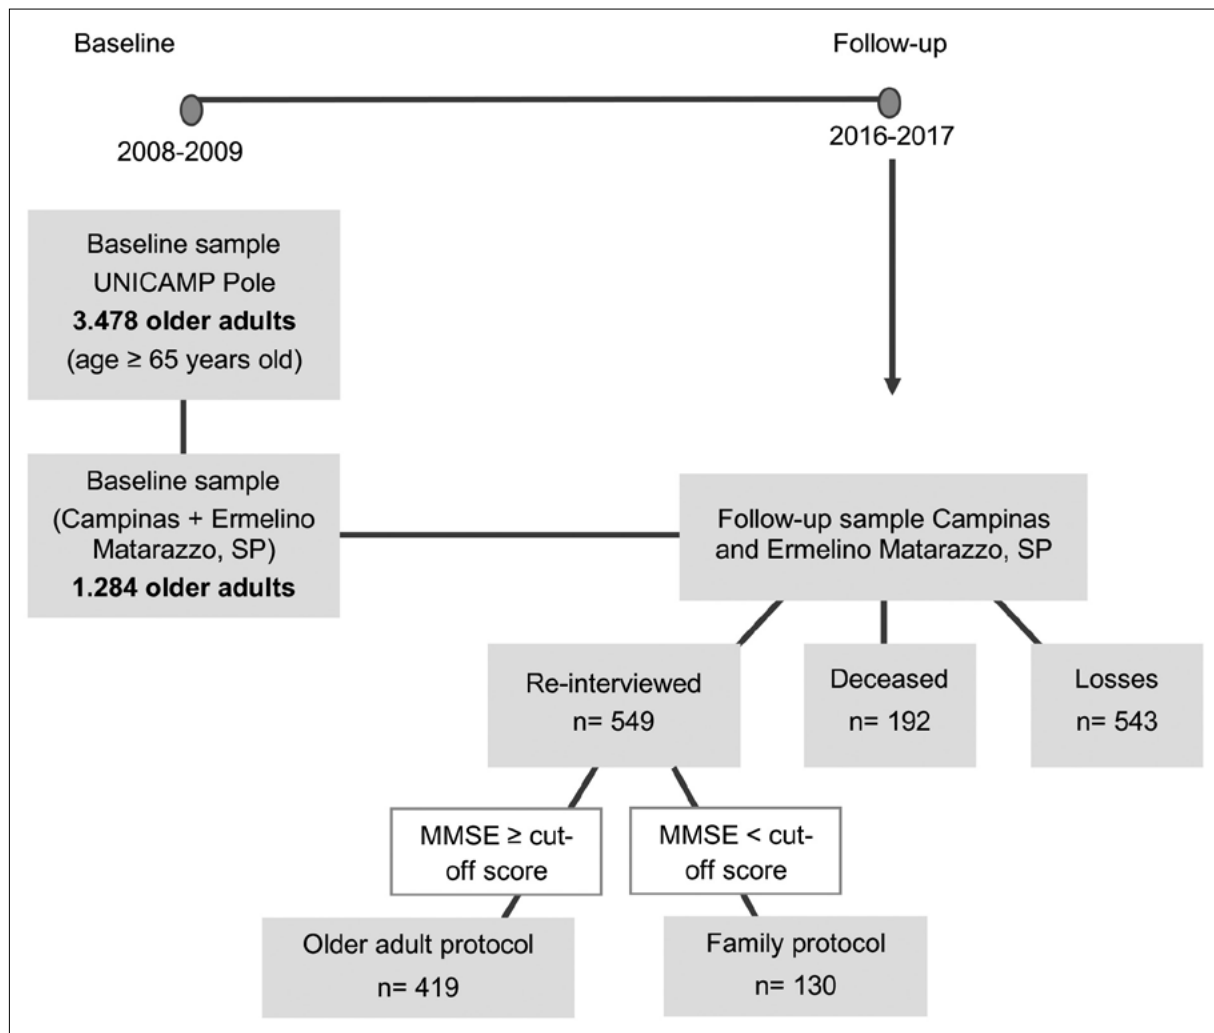 Baseline
Follow-up
2008-2009
2016-2017
Baseline sample
UNICAMP Pole
3.478 older adults
(age ≥ 65 years old)
Baseline sample
(Campinas + Ermelino
Matarazzo, SP)
1.284 older adults
Follow-up sample Campinas
and Ermelino Matarazzo, SP
Re-interviewed
n= 549
Deceased
n= 192
Losses
n= 543
MMSE ≥ cut-
off score
MMSE < cut-
off score
Older adult protocol
n= 419
Family protocol
n= 130